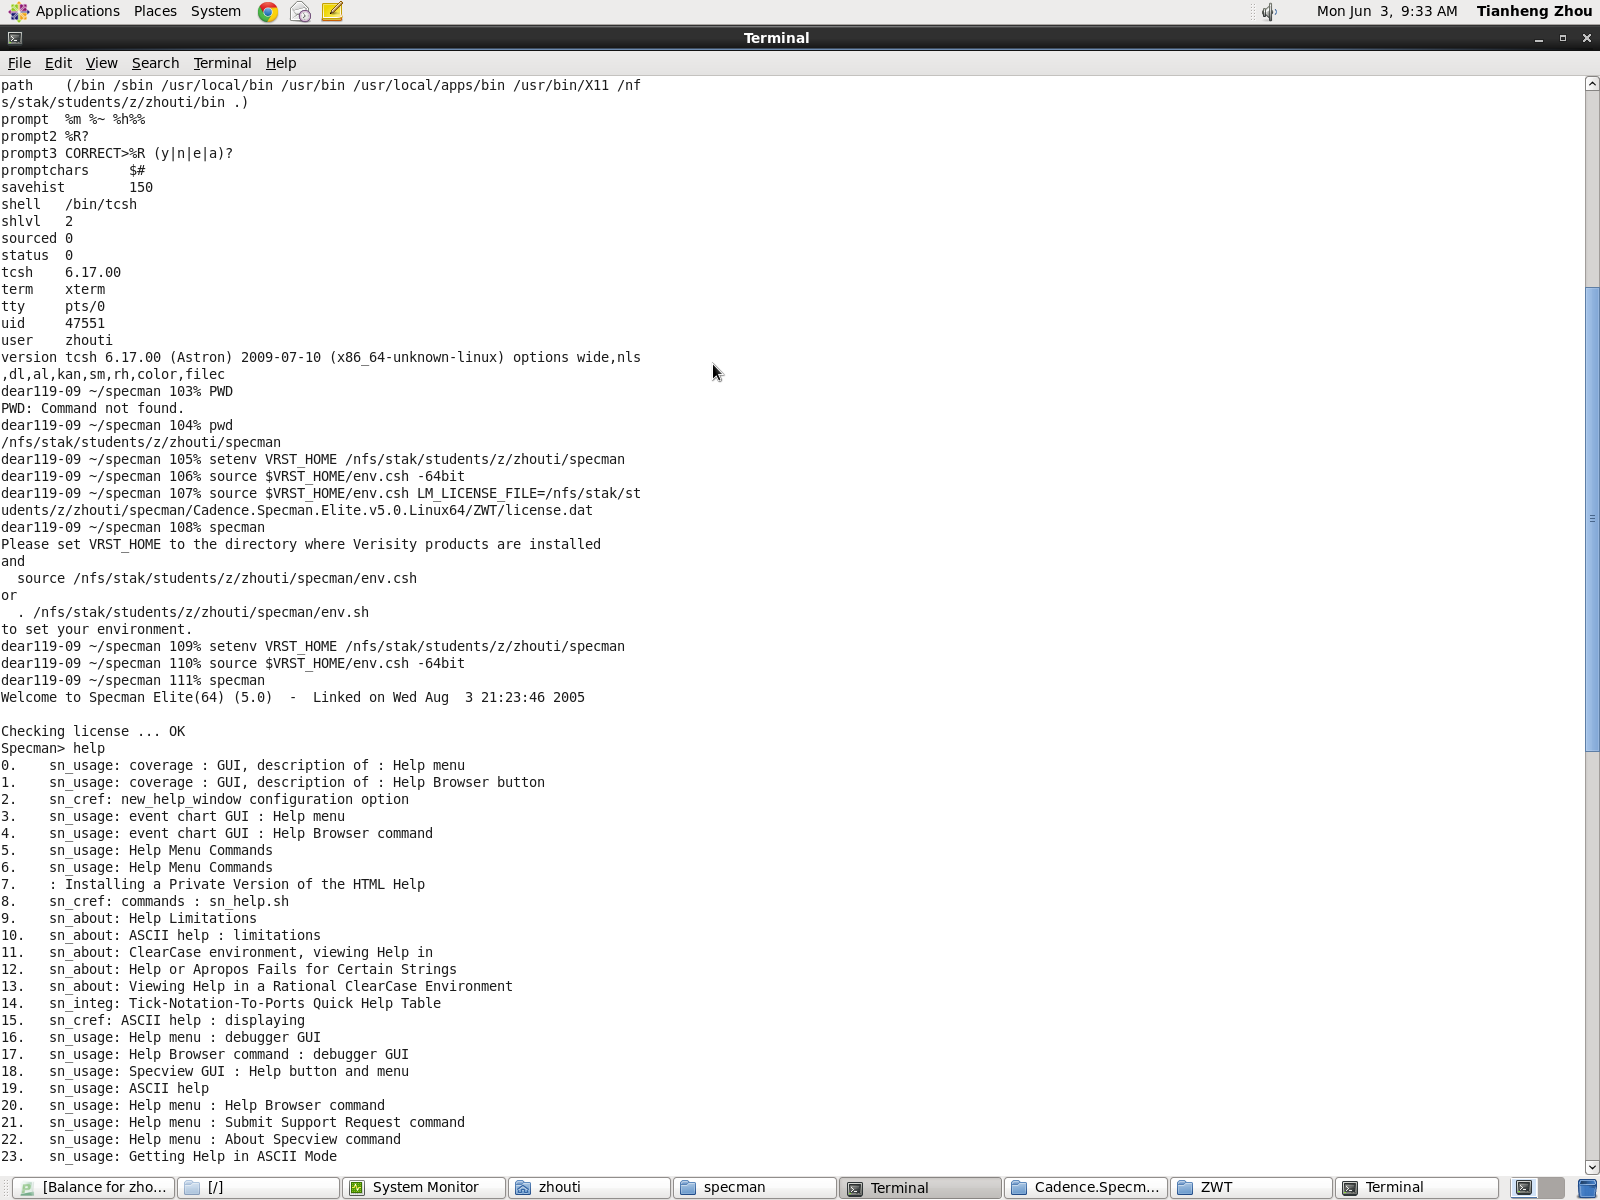 Applications Places System Mon Jun 3, 9:33 AM Tianheng Zhou
Terminal
File Edit View Search Terminal Help
path    (/bin /sbin /usr/local/bin /usr/bin /usr/local/apps/bin /usr/bin/X11 /nf
s/stak/students/z/zhouti/bin .)
prompt  %m %~ %h%%
prompt2 %R?
prompt3 CORRECT>%R (y|n|e|a)?
promptchars     $#
savehist        150
shell   /bin/tcsh
shlvl   2
sourced 0
status  0
tcsh    6.17.00
term    xterm
tty     pts/0
uid     47551
user    zhouti
version tcsh 6.17.00 (Astron) 2009-07-10 (x86_64-unknown-linux) options wide,nls
,dl,al,kan,sm,rh,color,filec
dear119-09 ~/specman 103% PWD
PWD: Command not found.
dear119-09 ~/specman 104% pwd
/nfs/stak/students/z/zhouti/specman
dear119-09 ~/specman 105% setenv VRST_HOME /nfs/stak/students/z/zhouti/specman
dear119-09 ~/specman 106% source $VRST_HOME/env.csh -64bit
dear119-09 ~/specman 107% source $VRST_HOME/env.csh LM_LICENSE_FILE=/nfs/stak/st
udents/z/zhouti/specman/Cadence.Specman.Elite.v5.0.Linux64/ZWT/license.dat
dear119-09 ~/specman 108% specman
Please set VRST_HOME to the directory where Verisity products are installed
and
  source /nfs/stak/students/z/zhouti/specman/env.csh
or
  . /nfs/stak/students/z/zhouti/specman/env.sh
to set your environment.
dear119-09 ~/specman 109% setenv VRST_HOME /nfs/stak/students/z/zhouti/specman
dear119-09 ~/specman 110% source $VRST_HOME/env.csh -64bit
dear119-09 ~/specman 111% specman
Welcome to Specman Elite(64) (5.0)  -  Linked on Wed Aug  3 21:23:46 2005
Checking license ... OK
Specman> help
0.    sn_usage: coverage : GUI, description of : Help menu
1.    sn_usage: coverage : GUI, description of : Help Browser button
2.    sn_cref: new_help_window configuration option
3.    sn_usage: event chart GUI : Help menu
4.    sn_usage: event chart GUI : Help Browser command
5.    sn_usage: Help Menu Commands
6.    sn_usage: Help Menu Commands
7.    : Installing a Private Version of the HTML Help
8.    sn_cref: commands : sn_help.sh
9.    sn_about: Help Limitations
10.   sn_about: ASCII help : limitations
11.   sn_about: ClearCase environment, viewing Help in
12.   sn_about: Help or Apropos Fails for Certain Strings
13.   sn_about: Viewing Help in a Rational ClearCase Environment
14.   sn_integ: Tick-Notation-To-Ports Quick Help Table
15.   sn_cref: ASCII help : displaying
16.   sn_usage: Help menu : debugger GUI
17.   sn_usage: Help Browser command : debugger GUI
18.   sn_usage: Specview GUI : Help button and menu
19.   sn_usage: ASCII help
20.   sn_usage: Help menu : Help Browser command
21.   sn_usage: Help menu : Submit Support Request command
22.   sn_usage: Help menu : About Specview command
23.   sn_usage: Getting Help in ASCII Mode
[Balance for zho... [/] System Monitor zhouti specman Terminal Cadence.Specm... ZWT Terminal